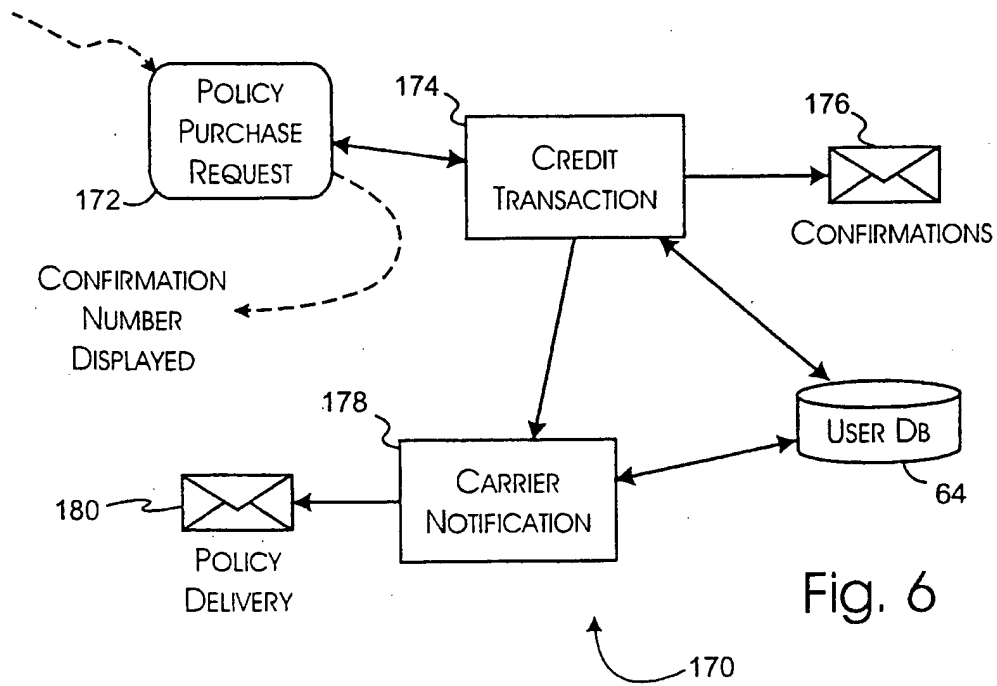 POLICY
PURCHASE
REQUEST
172
174
CREDIT
TRANSACTION
176
CONFIRMATIONS
CONFIRMATION
NUMBER
DISPLAYED
178
CARRIER
NOTIFICATION
USER DB
64
180
POLICY
DELIVERY
Fig. 6
170